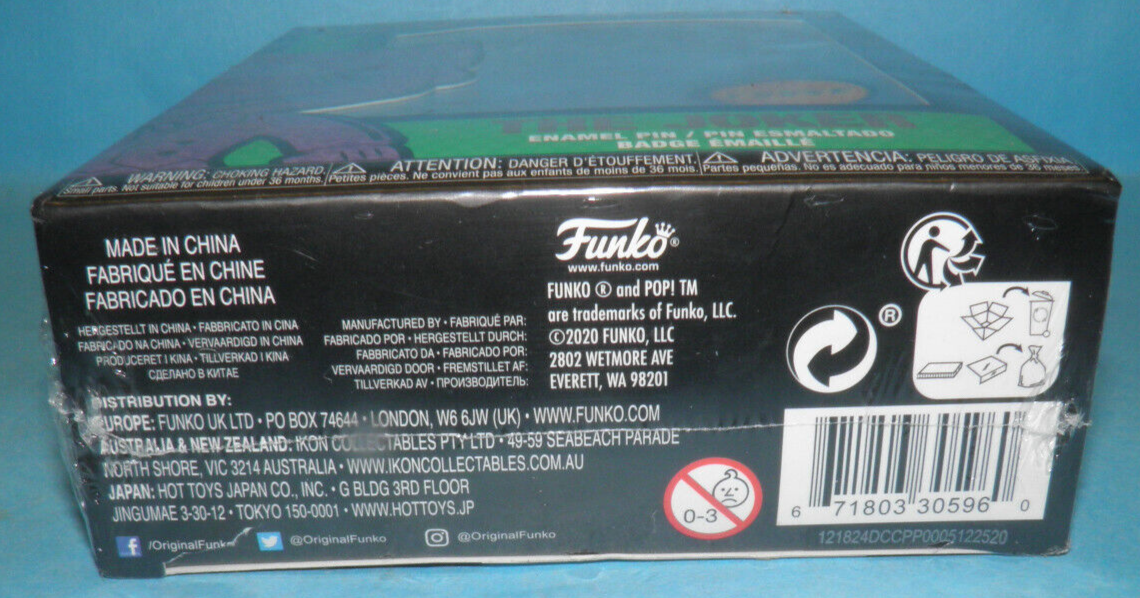 THE JOKER
ENAMEL PIN / PIN ESMALTADO
BADGE ÉMAILLÉ
WARNING: CHOKING HAZARD.
Small parts. Not suitable for children under 36 months.
ATTENTION: DANGER D'ÉTOUFFEMENT.
Petites pièces. Ne convient pas aux enfants de moins de 36 mois.
ADVERTENCIA: PELIGRO DE ASFIXIA
Partes pequeñas. No es adecuado para niños menores de 36 meses
MADE IN CHINA
FABRIQUÉ EN CHINE
FABRICADO EN CHINA
HERGESTELLT IN CHINA • FABBRICATO IN CINA
FABRICADO NA CHINA • VERVAARDIGD IN CHINA
PRODUCERET I KINA • TILLVERKAD I KINA
СДЕЛАНО В КИТАЕ
MANUFACTURED BY • FABRIQUÉ PAR:
FABRICADO POR • HERGESTELLT DURCH:
FABBRICATO DA • FABRICADO POR:
VERVAARDIGD DOOR • FREMSTILLET AF:
TILLVERKAD AV • ПРОИЗВОДИТЕЛЬ:
Funko®
www.funko.com
FUNKO ® and POP! TM
are trademarks of Funko, LLC.
©2020 FUNKO, LLC
2802 WETMORE AVE
EVERETT, WA 98201
®
DISTRIBUTION BY:
EUROPE: FUNKO UK LTD • PO BOX 74644 • LONDON, W6 6JW (UK) • WWW.FUNKO.COM
AUSTRALIA & NEW ZEALAND: IKON COLLECTABLES PTY LTD • 49-59 SEABEACH PARADE
NORTH SHORE, VIC 3214 AUSTRALIA • WWW.IKONCOLLECTABLES.COM.AU
JAPAN: HOT TOYS JAPAN CO., INC. • G BLDG 3RD FLOOR
JINGUMAE 3-30-12 • TOKYO 150-0001 • WWW.HOTTOYS.JP
/OriginalFunko @OriginalFunko @OriginalFunko
0-3
6 71803 30596 0
121824DCCPP0005122520